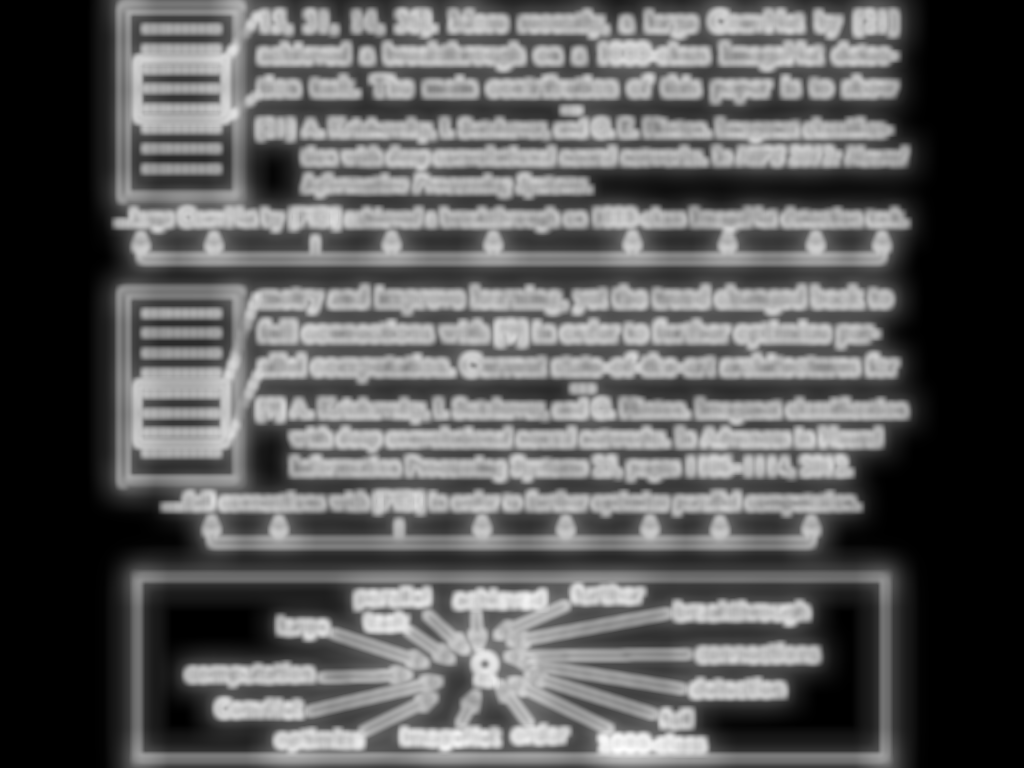 15, 31, 14, 36]. More recently, a large ConvNet by [21]
achieved a breakthrough on a 1000-class ImageNet detec-
tion task. The main contribution of this paper is to show
...
[21] A. Krizhevsky, I. Sutskever, and G. E. Hinton. Imagenet classifica-
tion with deep convolutional neural networks. In NIPS 2012: Neural
Information Processing Systems.
...large ConvNet by achieved a breakthrough on 1000-class ImageNet detection task.
metry and improve learning, yet the trend changed back to
full connections with [9] in order to further optimize par-
allel computation. Current state-of-the-art architectures for
...
[9] A. Krizhevsky, I. Sutskever, and G. Hinton. Imagenet classification
with deep convolutional neural networks. In Advances in Neural
Information Processing Systems 25, pages 1106–1114, 2012.
...full connections with in order to further optimize parallel computation.
parallel achieved further
large task breakthrough
connections
computation
detection
ConvNet
full
optimize ImageNet order 1000-class